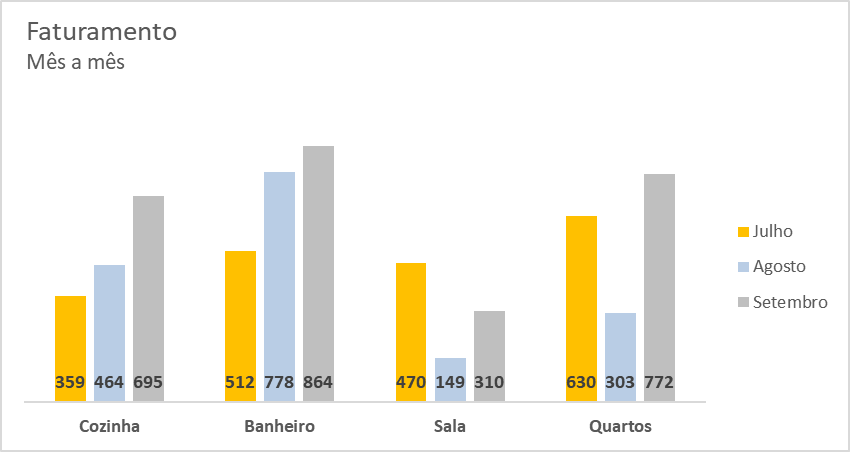 Faturamento
Mês a mês
Julho
Agosto
Setembro
359 464 695 512 778 864 470 149 310 630 303 772
Cozinha Banheiro Sala Quartos